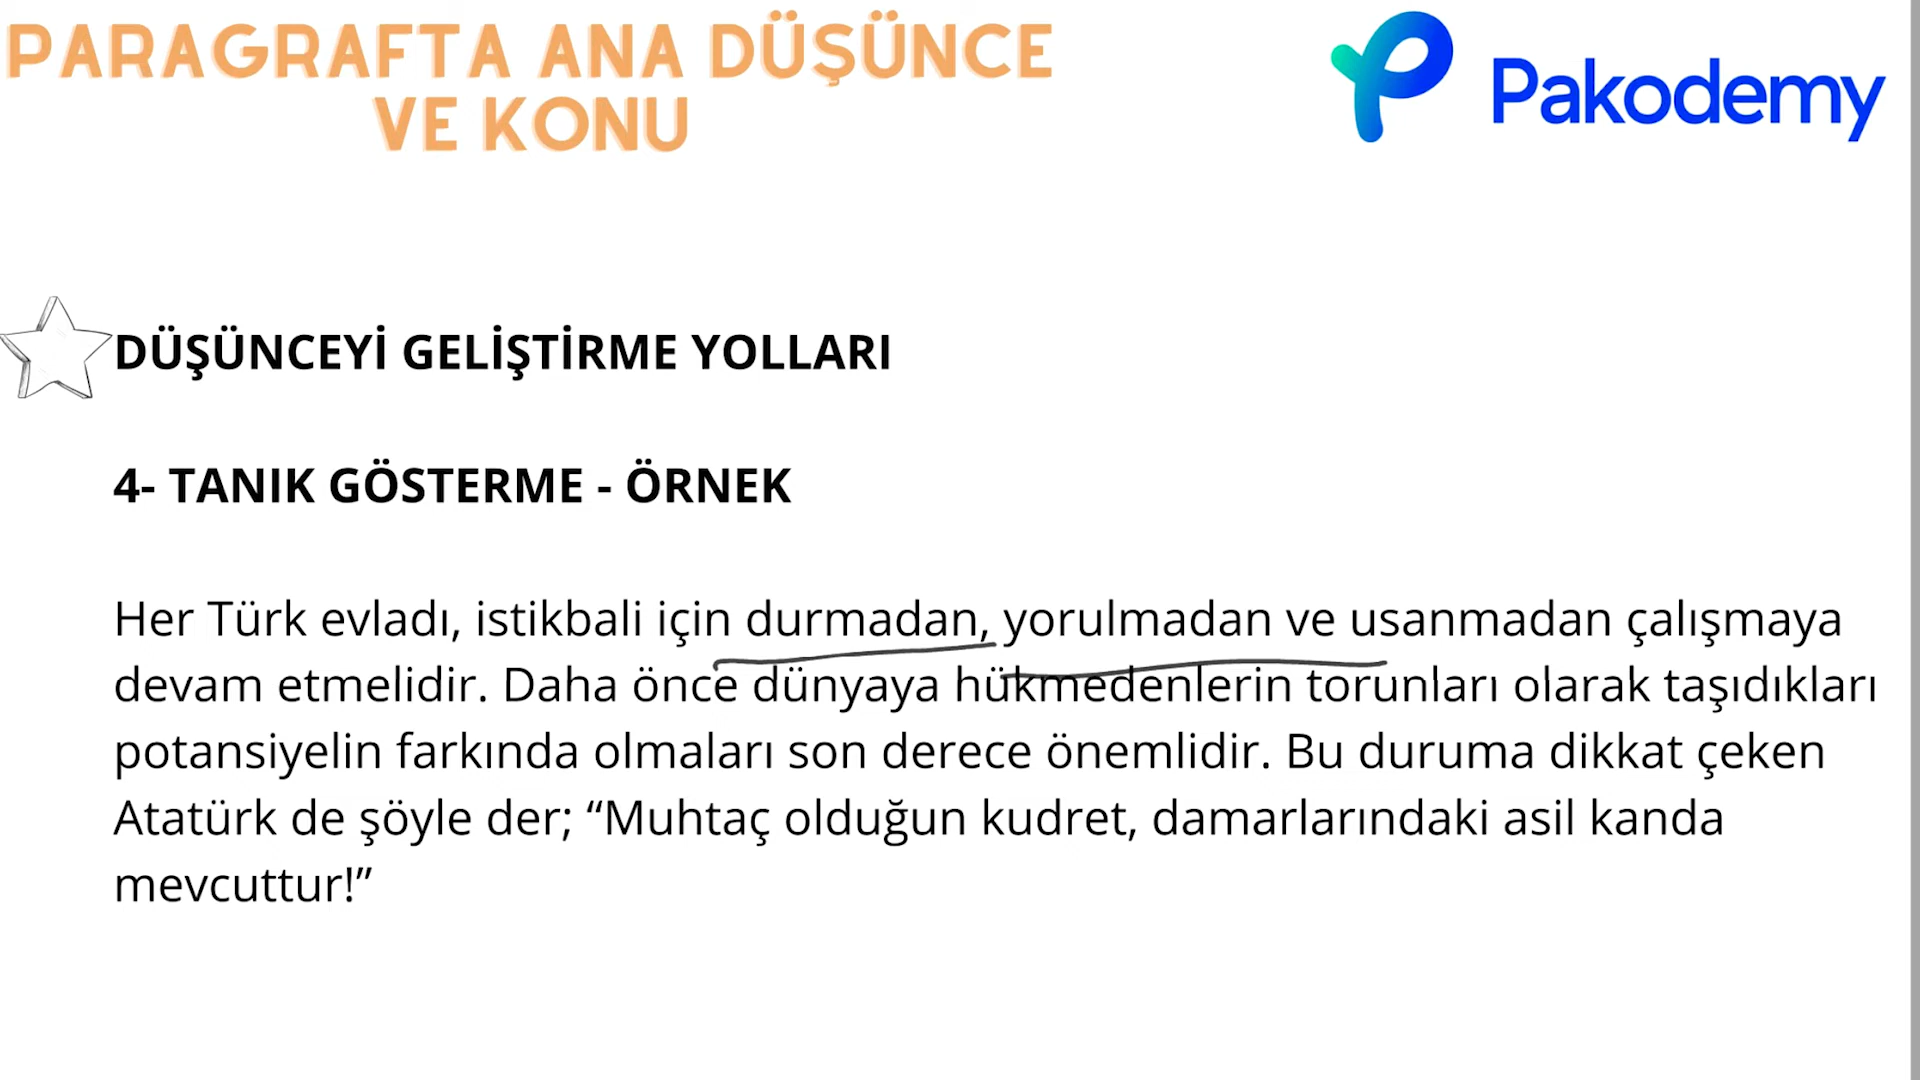 PARAGRAFTA ANA DÜŞÜNCE
VE KONU
Pakodemy
DÜŞÜNCEYİ GELİŞTİRME YOLLARI
4- TANIK GÖSTERME - ÖRNEK
Her Türk evladı, istikbali için durmadan, yorulmadan ve usanmadan çalışmaya
devam etmelidir. Daha önce dünyaya hükmedenlerin torunları olarak taşıdıkları
potansiyelin farkında olmaları son derece önemlidir. Bu duruma dikkat çeken
Atatürk de şöyle der; “Muhtaç olduğun kudret, damarlarındaki asil kanda
mevcuttur!”